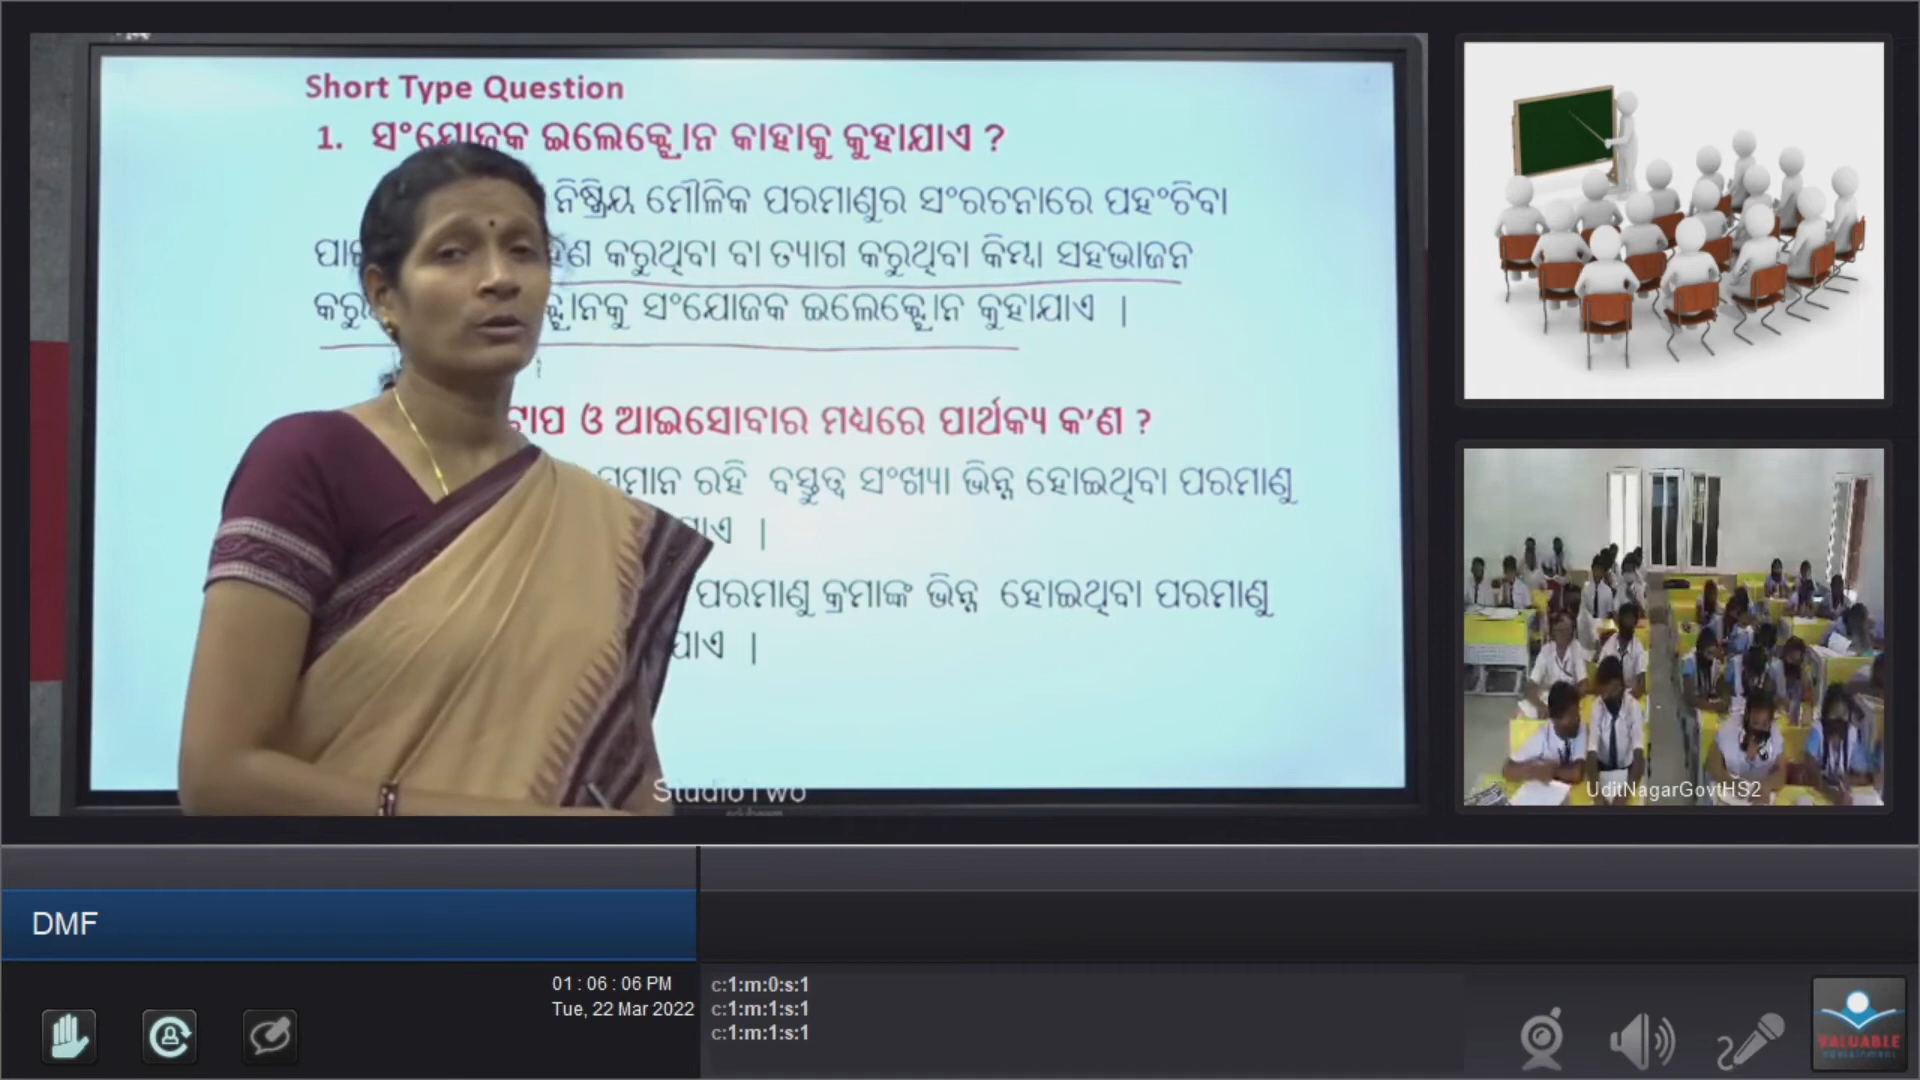 Short Type Question
1. ସଂଯୋଜକ ଇଲେକ୍ଟ୍ରୋନ କାହାକୁ କୁହାଯାଏ ?
ନିଷ୍କ୍ରିୟ ମୌଳିକ ପରମାଣୁର ସଂରଚନାରେ ପହଂଚିବା
କରୁଥିବା ବା ତ୍ୟାଗ କରୁଥିବା କିମ୍ବା ସହଭାଜନ
ସଂଯୋଜକ ଇଲେକ୍ଟ୍ରୋନ କୁହାଯାଏ |
ଓ ଆଇସୋବାର ମଧ୍ୟରେ ପାର୍ଥକ୍ୟ କ'ଣ ?
ରହି ବସ୍ତୁତ୍ୱ ସଂଖ୍ୟା ଭିନ୍ନ ହୋଇଥିବା ପରମାଣୁ
|
ପରମାଣୁ କ୍ରମାଙ୍କ ଭିନ୍ନ ହୋଇଥିବା ପରମାଣୁ
|
StudioTwo
UditNagarGovtHS2
DMF
01 : 06 : 06 PM
Tue, 22 Mar 2022
c:1:m:0:s:1
c:1:m:1:s:1
c:1:m:1:s:1
VALUABLE
edutainment